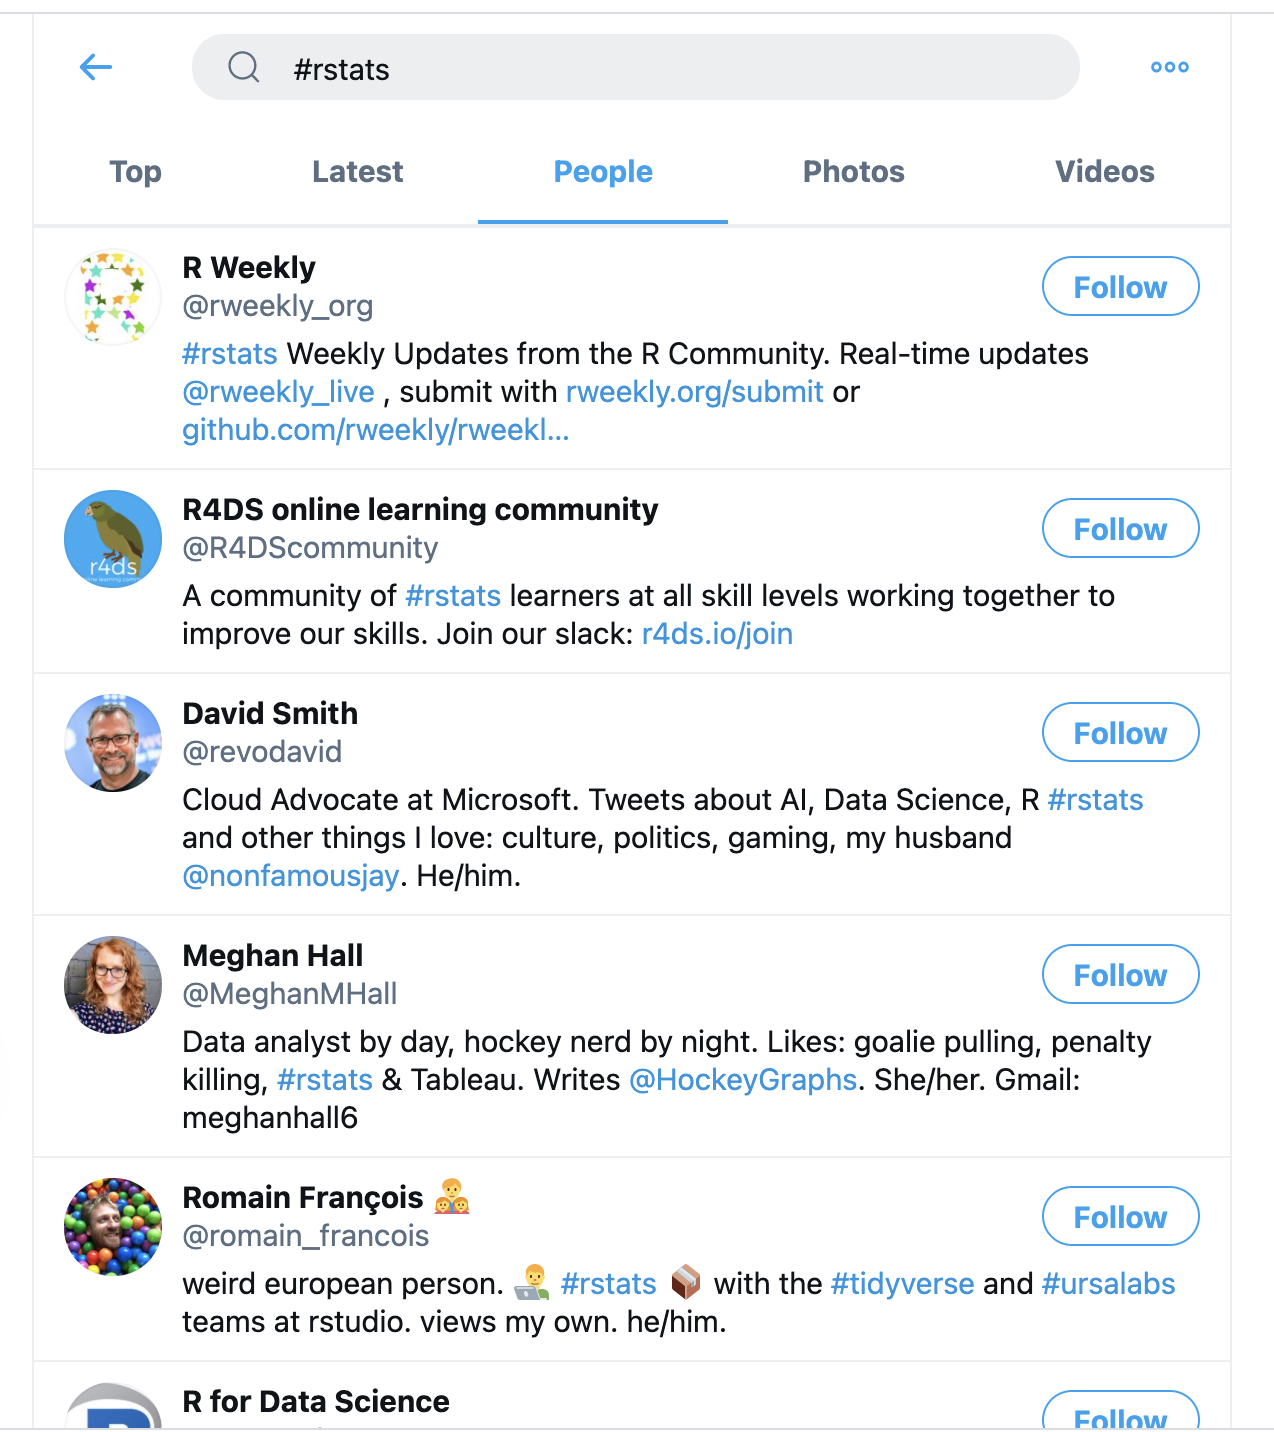 #rstats
Top Latest People Photos Videos
R Weekly
@rweekly_org
Follow
#rstats Weekly Updates from the R Community. Real-time updates
@rweekly_live , submit with rweekly.org/submit or
github.com/rweekly/rweekl...
r4ds
R4DS online learning community
@R4DScommunity
Follow
A community of #rstats learners at all skill levels working together to
improve our skills. Join our slack: r4ds.io/join
David Smith
@revodavid
Follow
Cloud Advocate at Microsoft. Tweets about AI, Data Science, R #rstats
and other things I love: culture, politics, gaming, my husband
@nonfamousjay. He/him.
Meghan Hall
@MeghanMHall
Follow
Data analyst by day, hockey nerd by night. Likes: goalie pulling, penalty
killing, #rstats & Tableau. Writes @HockeyGraphs. She/her. Gmail:
meghanhall6
Romain François 👨‍👧‍👧
@romain_francois
Follow
weird european person. 👨‍💻 #rstats 📦 with the #tidyverse and #ursalabs
teams at rstudio. views my own. he/him.
R for Data Science
Follow